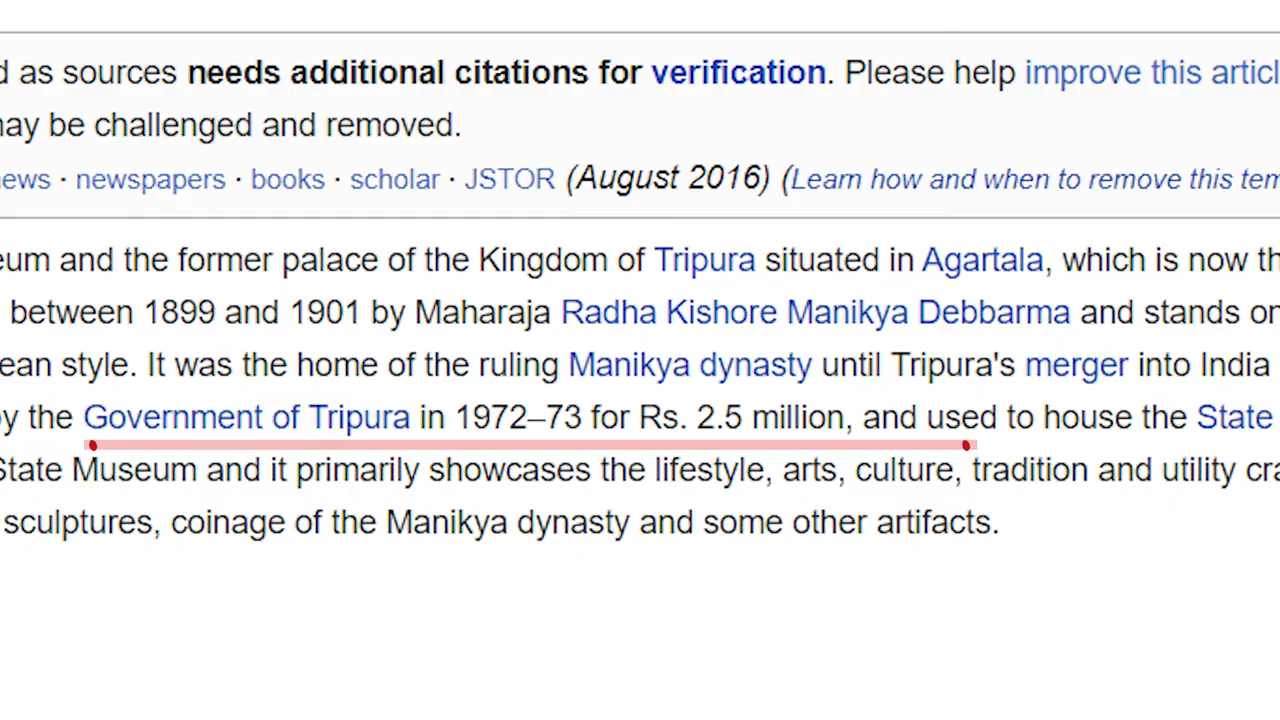 as sources needs additional citations for verification. Please help improve this articl
may be challenged and removed.
news · newspapers · books · scholar · JSTOR (August 2016) (Learn how and when to remove this tem
eum and the former palace of the Kingdom of Tripura situated in Agartala, which is now th
between 1899 and 1901 by Maharaja Radha Kishore Manikya Debbarma and stands on
ean style. It was the home of the ruling Manikya dynasty until Tripura's merger into India
by the Government of Tripura in 1972–73 for Rs. 2.5 million, and used to house the State
State Museum and it primarily showcases the lifestyle, arts, culture, tradition and utility cra
sculptures, coinage of the Manikya dynasty and some other artifacts.